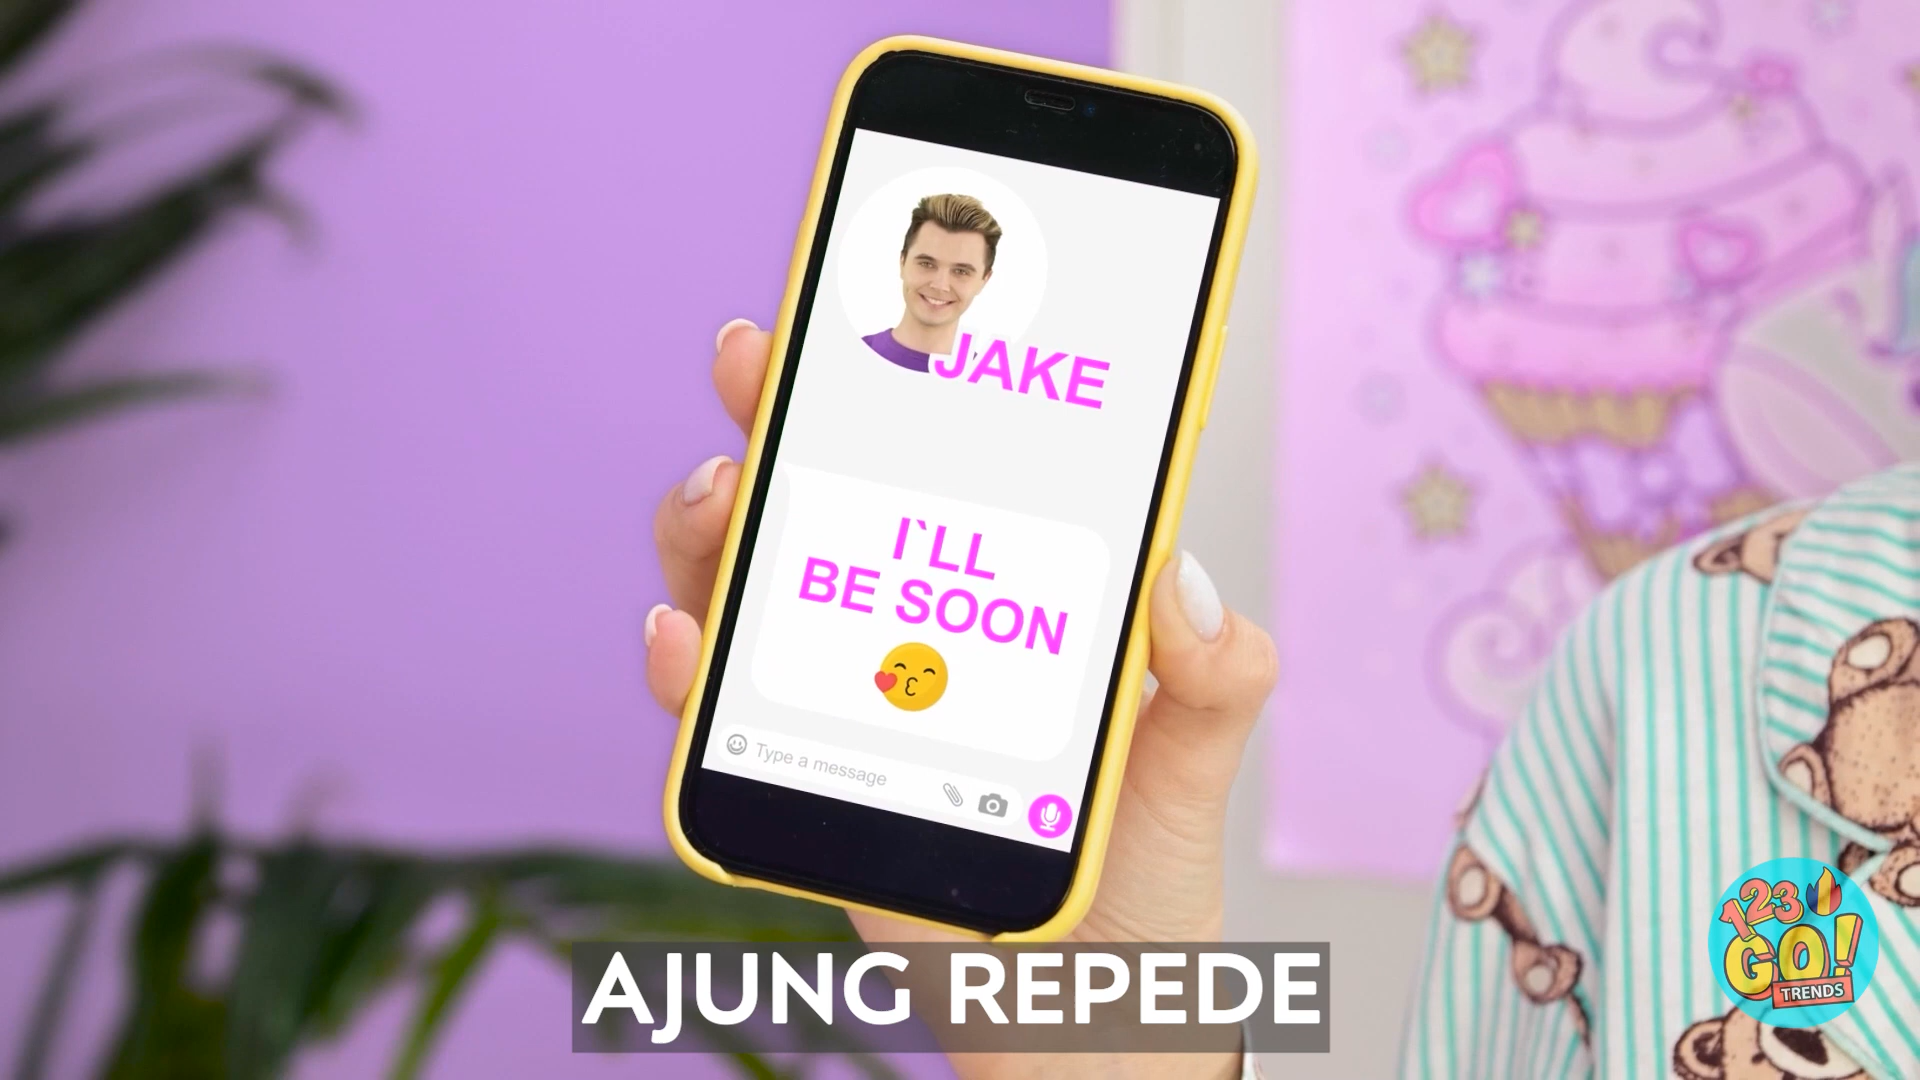 JAKE
I`LL
BE SOON
Type a message
AJUNG REPEDE
123
GO!
TRENDS